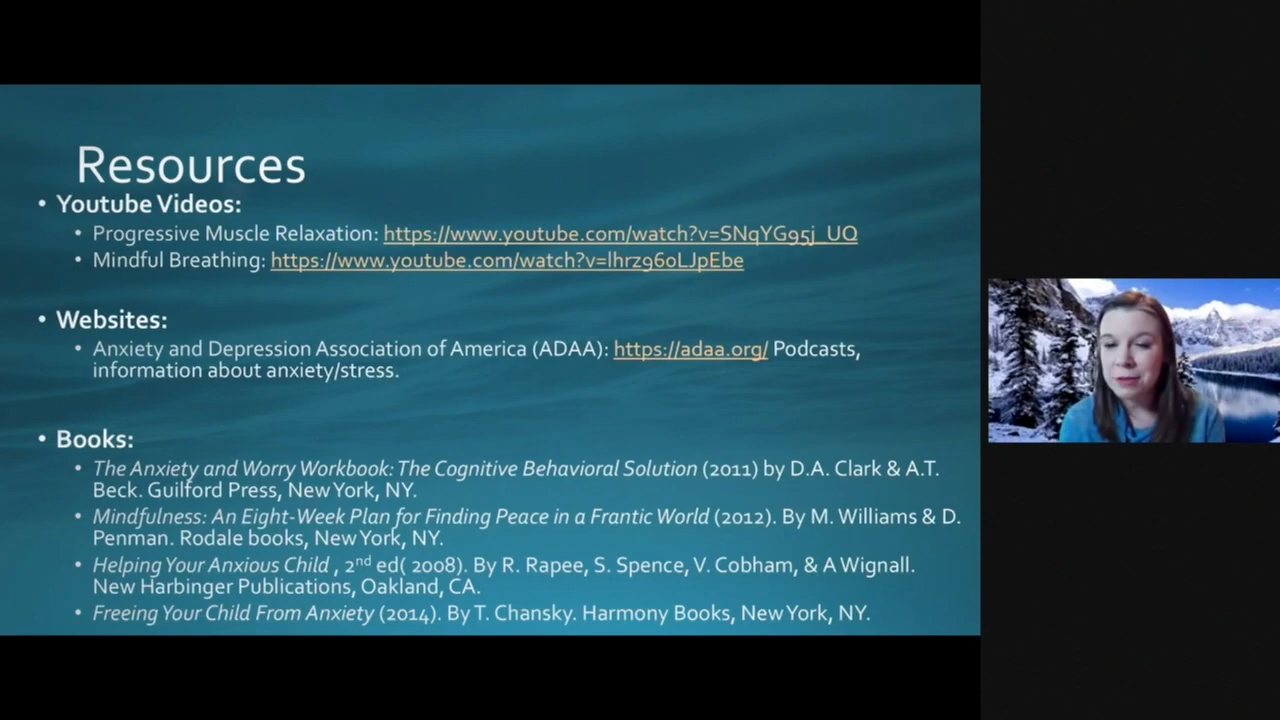 Resources
• Youtube Videos:
• Progressive Muscle Relaxation: https://www.youtube.com/watch?v=SNqYG95j_UQ
• Mindful Breathing: https://www.youtube.com/watch?v=lhrz96oLJpEbe
• Websites:
• Anxiety and Depression Association of America (ADAA): https://adaa.org/ Podcasts,
information about anxiety/stress.
• Books:
• The Anxiety and Worry Workbook: The Cognitive Behavioral Solution (2011) by D.A. Clark & A.T.
Beck. Guilford Press, New York, NY.
• Mindfulness: An Eight-Week Plan for Finding Peace in a Frantic World (2012). By M. Williams & D.
Penman. Rodale books, New York, NY.
• Helping Your Anxious Child , 2nd ed( 2008). By R. Rapee, S. Spence, V. Cobham, & A Wignall.
New Harbinger Publications, Oakland, CA.
• Freeing Your Child From Anxiety (2014). By T. Chansky. Harmony Books, New York, NY.